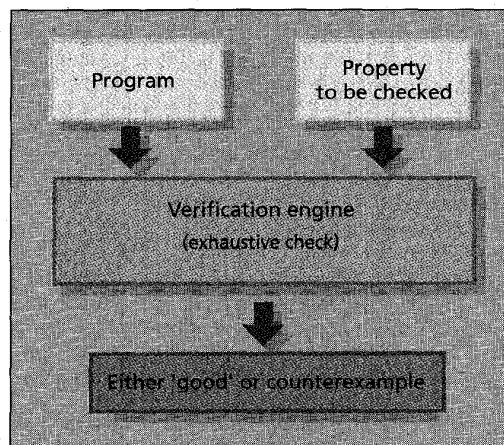 Program
Property
to be checked
Verification engine
(exhaustive check)
Either 'good' or counterexample